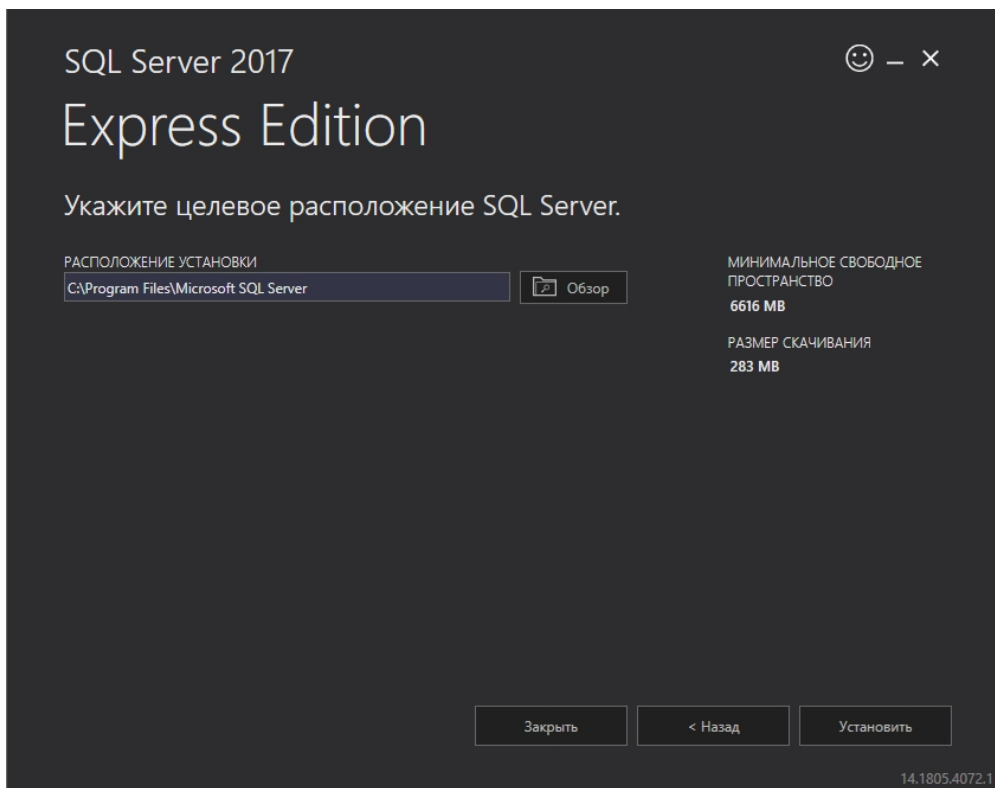 SQL Server 2017
Express Edition
Укажите целевое расположение SQL Server.
РАСПОЛОЖЕНИЕ УСТАНОВКИ
C:\Program Files\Microsoft SQL Server
Обзор
МИНИМАЛЬНОЕ СВОБОДНОЕ
ПРОСТРАНСТВО
6616 MB
РАЗМЕР СКАЧИВАНИЯ
283 MB
Закрыть
< Назад
Установить
14.1805.4072.1